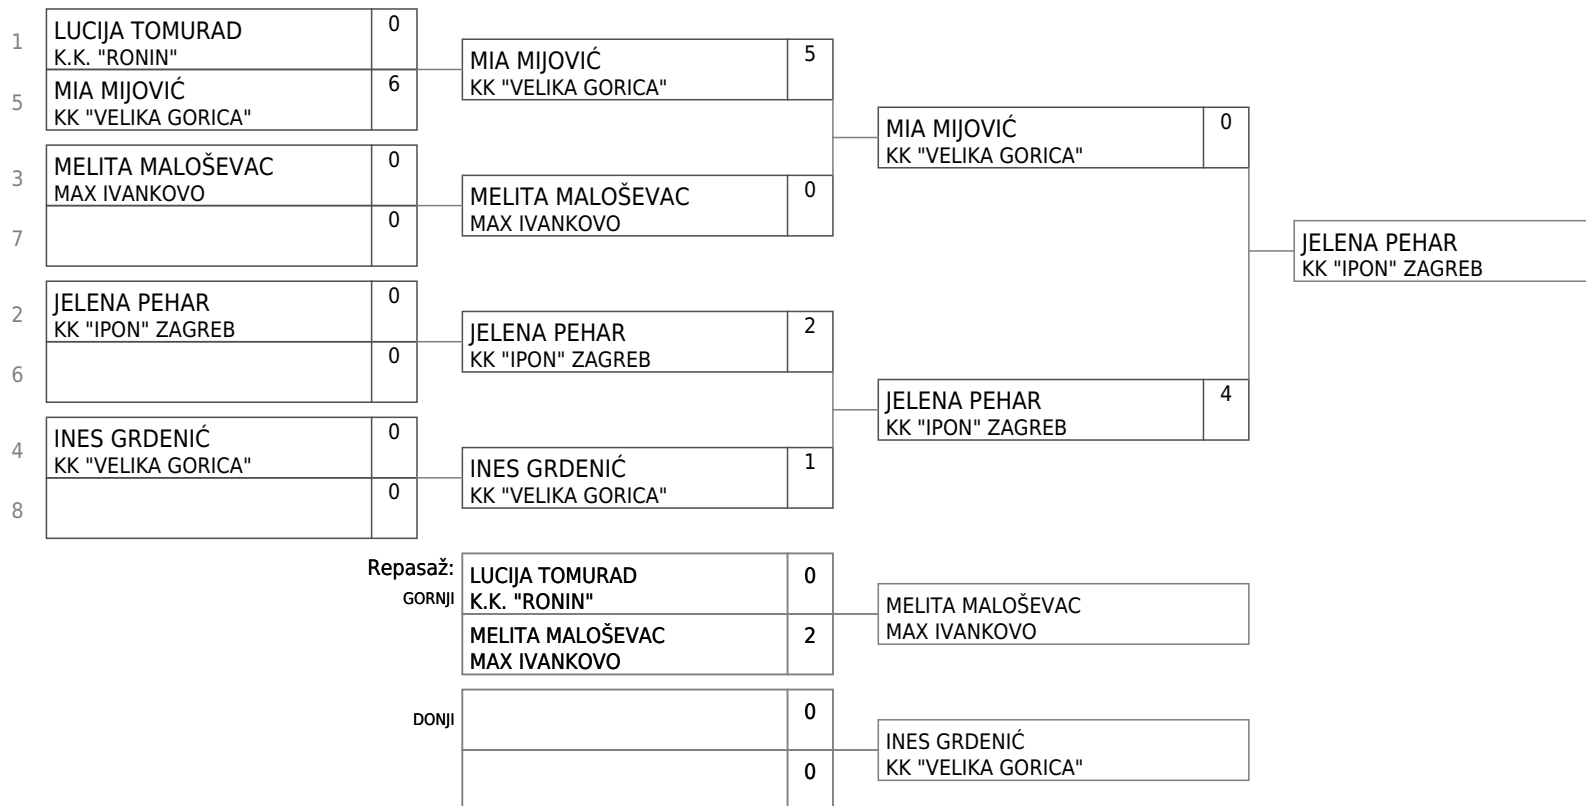 1
LUCIJA TOMURAD
K.K. "RONIN"
0
5
MIA MIJOVIĆ
KK "VELIKA GORICA"
6
3
MELITA MALOŠEVAC
MAX IVANKOVO
0
7
0
2
JELENA PEHAR
KK "IPON" ZAGREB
0
6
0
4
INES GRDENIĆ
KK "VELIKA GORICA"
0
8
0
MIA MIJOVIĆ
KK "VELIKA GORICA"
5
MELITA MALOŠEVAC
MAX IVANKOVO
0
JELENA PEHAR
KK "IPON" ZAGREB
2
INES GRDENIĆ
KK "VELIKA GORICA"
1
MIA MIJOVIĆ
KK "VELIKA GORICA"
0
JELENA PEHAR
KK "IPON" ZAGREB
4
JELENA PEHAR
KK "IPON" ZAGREB
Repasaž:
GORNJI
LUCIJA TOMURAD
K.K. "RONIN"
0
MELITA MALOŠEVAC
MAX IVANKOVO
2
MELITA MALOŠEVAC
MAX IVANKOVO
DONJI
0
0
INES GRDENIĆ
KK "VELIKA GORICA"